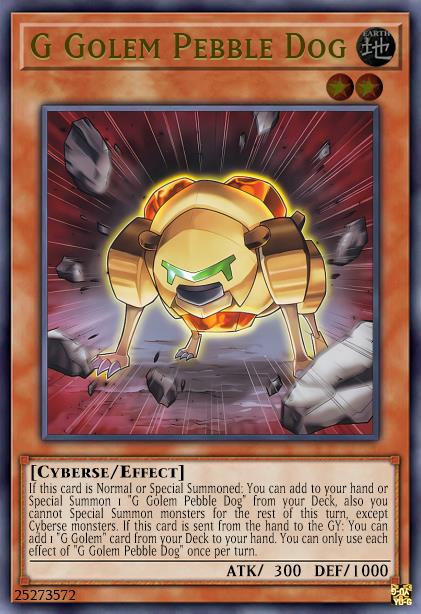 G Golem Pebble Dog
EARTH
地
[Cyberse/Effect]
If this card is Normal or Special Summoned: You can add to your hand or
Special Summon 1 "G Golem Pebble Dog" from your Deck, also you
cannot Special Summon monsters for the rest of this turn, except
Cyberse monsters. If this card is sent from the hand to the GY: You can
add 1 "G Golem" card from your Deck to your hand. You can only use each
effect of "G Golem Pebble Dog" once per turn.
ATK/ 300 DEF/1000
25273572